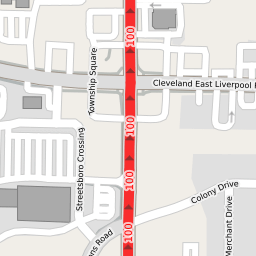 100
Township Square
Cleveland East Liverpool
100
Streetsboro Crossing
100
Colony Drive
Merchant Drive
100
Road